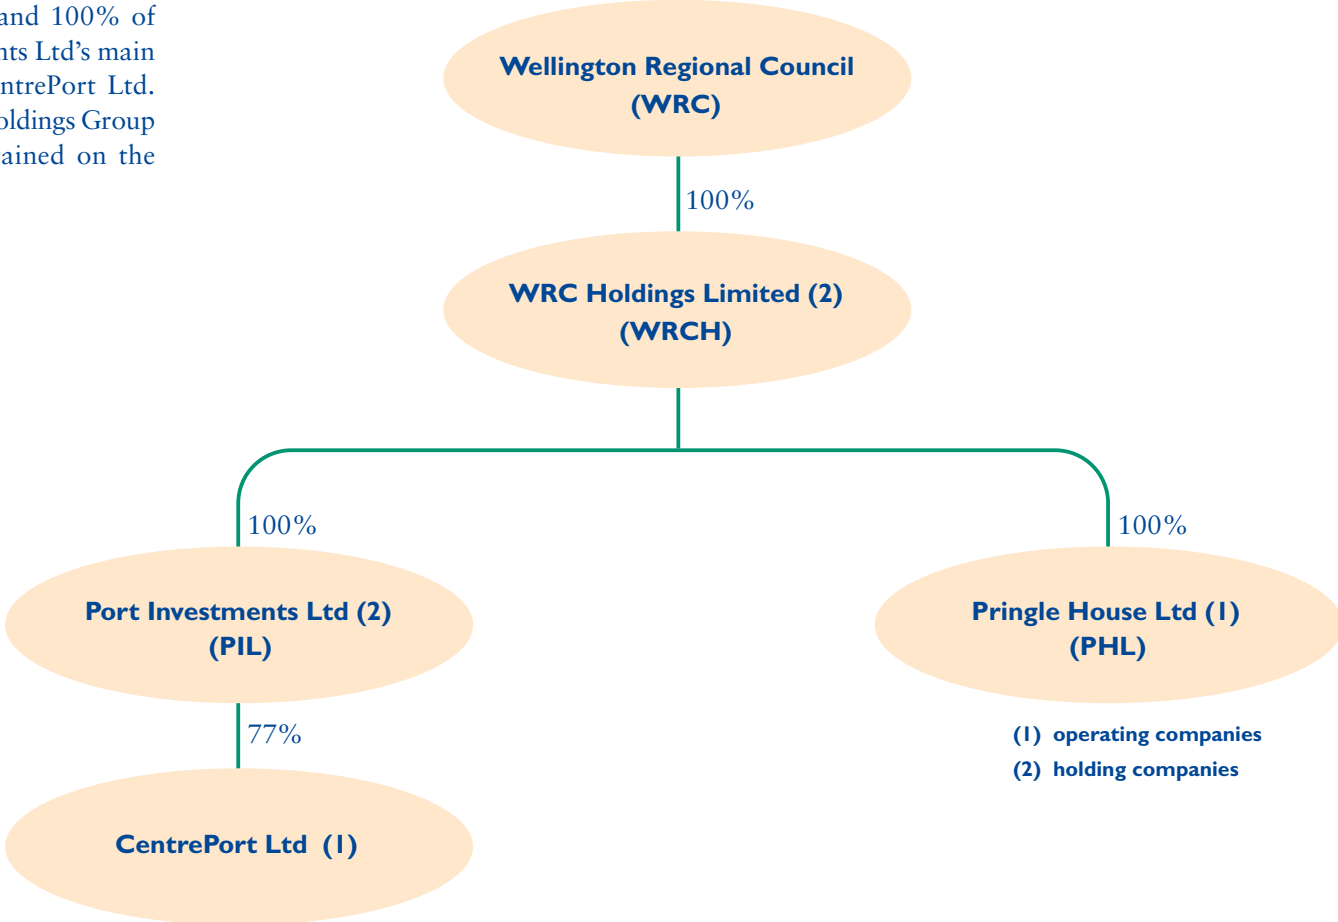 and 100% of
nts Ltd’s main
ntrePort Ltd.
oldings Group
ained on the
Wellington Regional Council
(WRC)
100%
WRC Holdings Limited (2)
(WRCH)
100%
100%
Port Investments Ltd (2)
(PIL)
Pringle House Ltd (1)
(PHL)
77%
(1) operating companies
(2) holding companies
CentrePort Ltd (1)